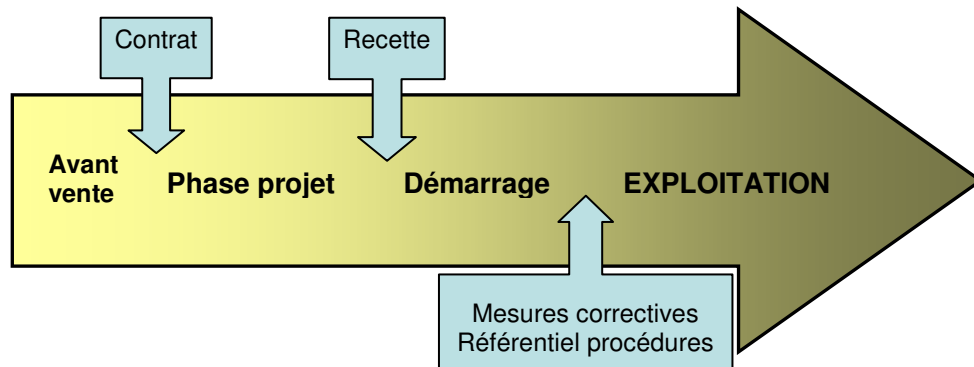 Contrat
Recette
Avant
vente
Phase projet
Démarrage
EXPLOITATION
Mesures correctives
Référentiel procédures